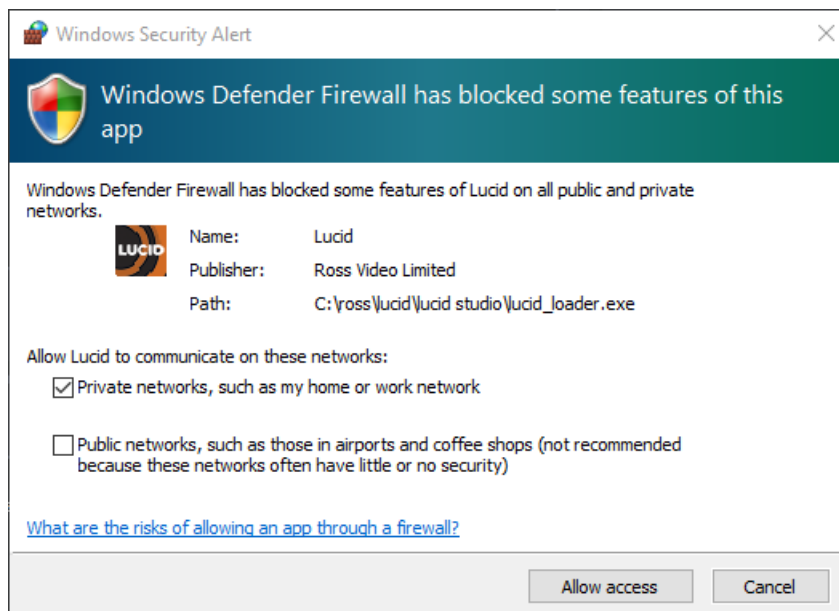 Windows Security Alert
Windows Defender Firewall has blocked some features of this
app
Windows Defender Firewall has blocked some features of Lucid on all public and private
networks.
LUCID
Name: Lucid
Publisher: Ross Video Limited
Path: C:\ross\lucid\lucid studio\lucid_loader.exe
Allow Lucid to communicate on these networks:
Private networks, such as my home or work network
Public networks, such as those in airports and coffee shops (not recommended
because these networks often have little or no security)
What are the risks of allowing an app through a firewall?
Allow access Cancel